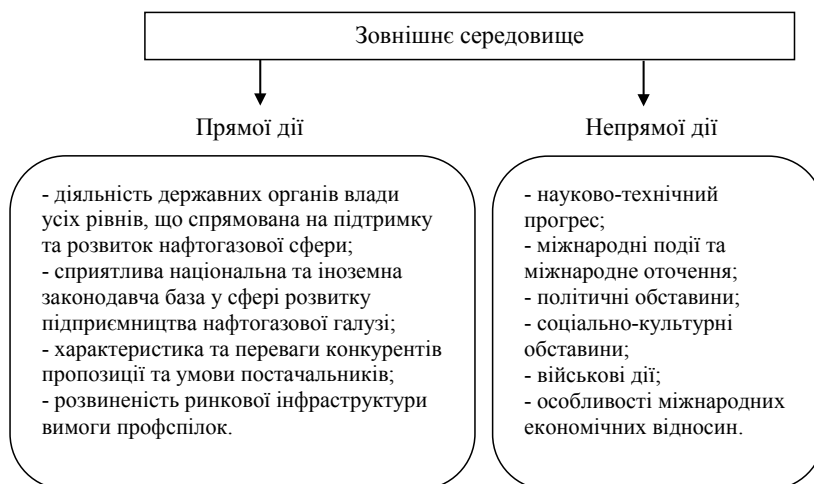 Зовнішнє середовище
Прямої дії
- діяльність державних органів влади
усіх рівнів, що спрямована на підтримку
та розвиток нафтогазової сфери;
- сприятлива національна та іноземна
законодавча база у сфері розвитку
підприємництва нафтогазової галузі;
- характеристика та переваги конкурентів
пропозиції та умови постачальників;
- розвиненість ринкової інфраструктури
вимоги профспілок.
Непрямої дії
- науково-технічний
прогрес;
- міжнародні події та
міжнародне оточення;
- політичні обставини;
- соціально-культурні
обставини;
- військові дії;
- особливості міжнародних
економічних відносин.